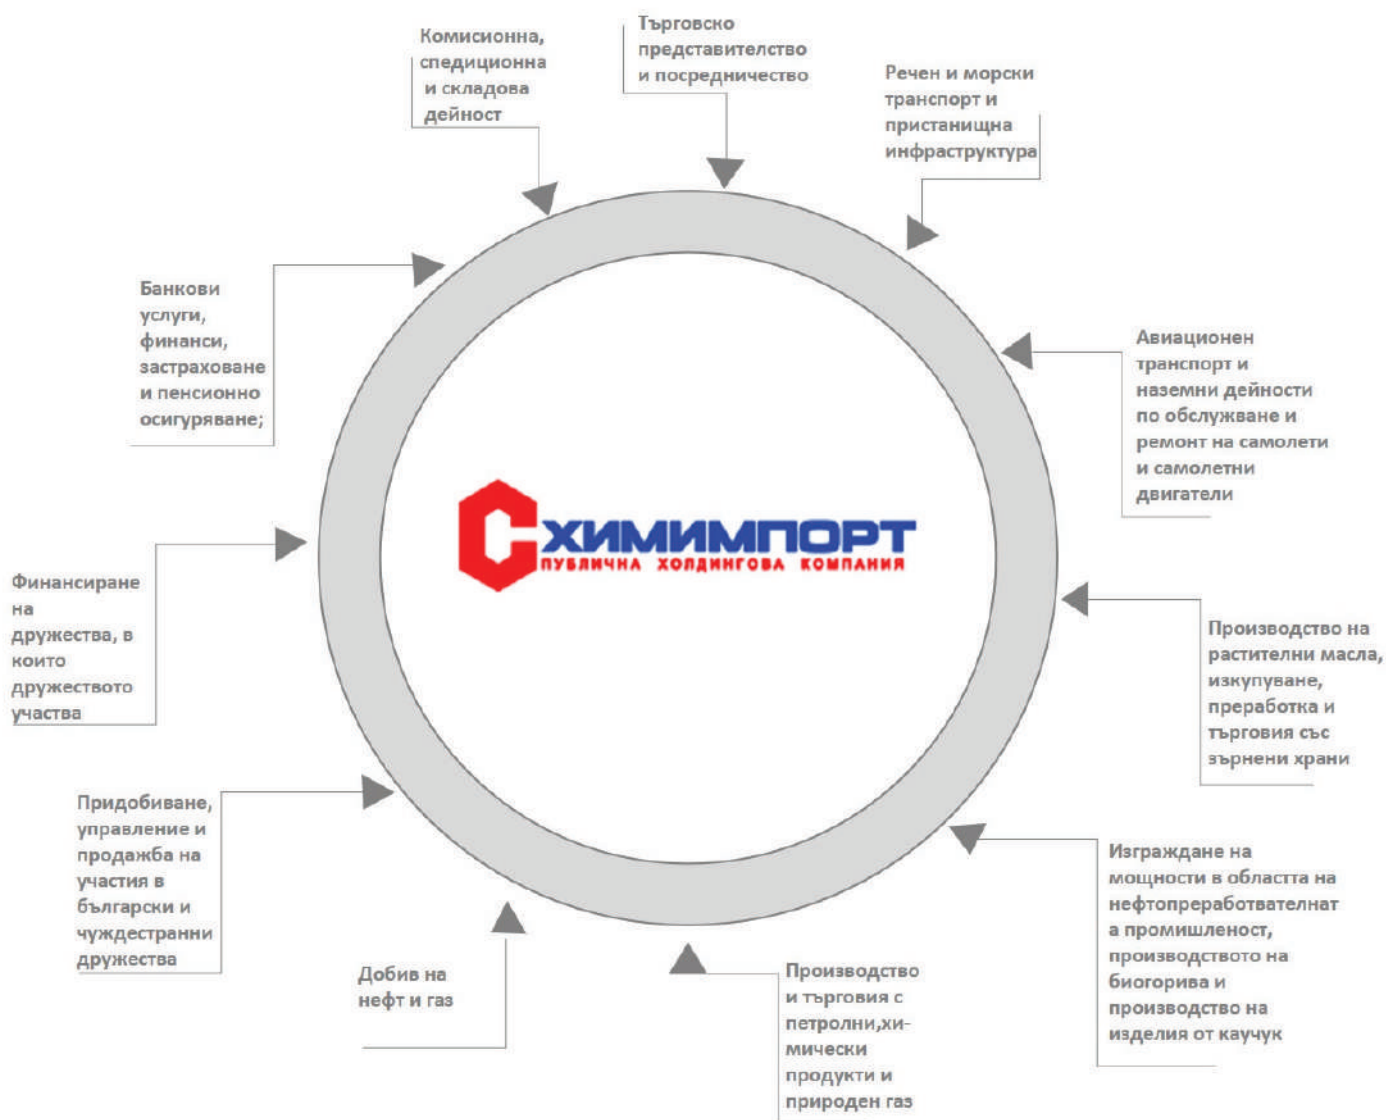 Търговско
представителство
и посредничество
Комисионна,
спедиционна
и складова
дейност
Речен и морски
транспорт и
пристанищна
инфраструктура
Банкови
услуги,
финанси,
застраховане
и пенсионно
осигуряване;
Авиационен
транспорт и
наземни дейности
по обслужване и
ремонт на самолети
и самолетни
двигатели
ХИМИМПОРТ
ПУБЛИЧНА ХОЛДИНГОВА КОМПАНИЯ
Финансиране
на
дружества, в
които
дружеството
участва
Производство на
растителни масла,
изкупуване,
преработка и
търговия със
зърнени храни
Придобиване,
управление и
продажба на
участия в
български и
чуждестранни
дружества
Изграждане на
мощности в областта на
нефтопреработвателнат
а промишленост,
производството на
биогорива и
производство на
изделия от каучук
Добив на
нефт и газ
Производство
и търговия с
петролни,хи-
мически
продукти и
природен газ